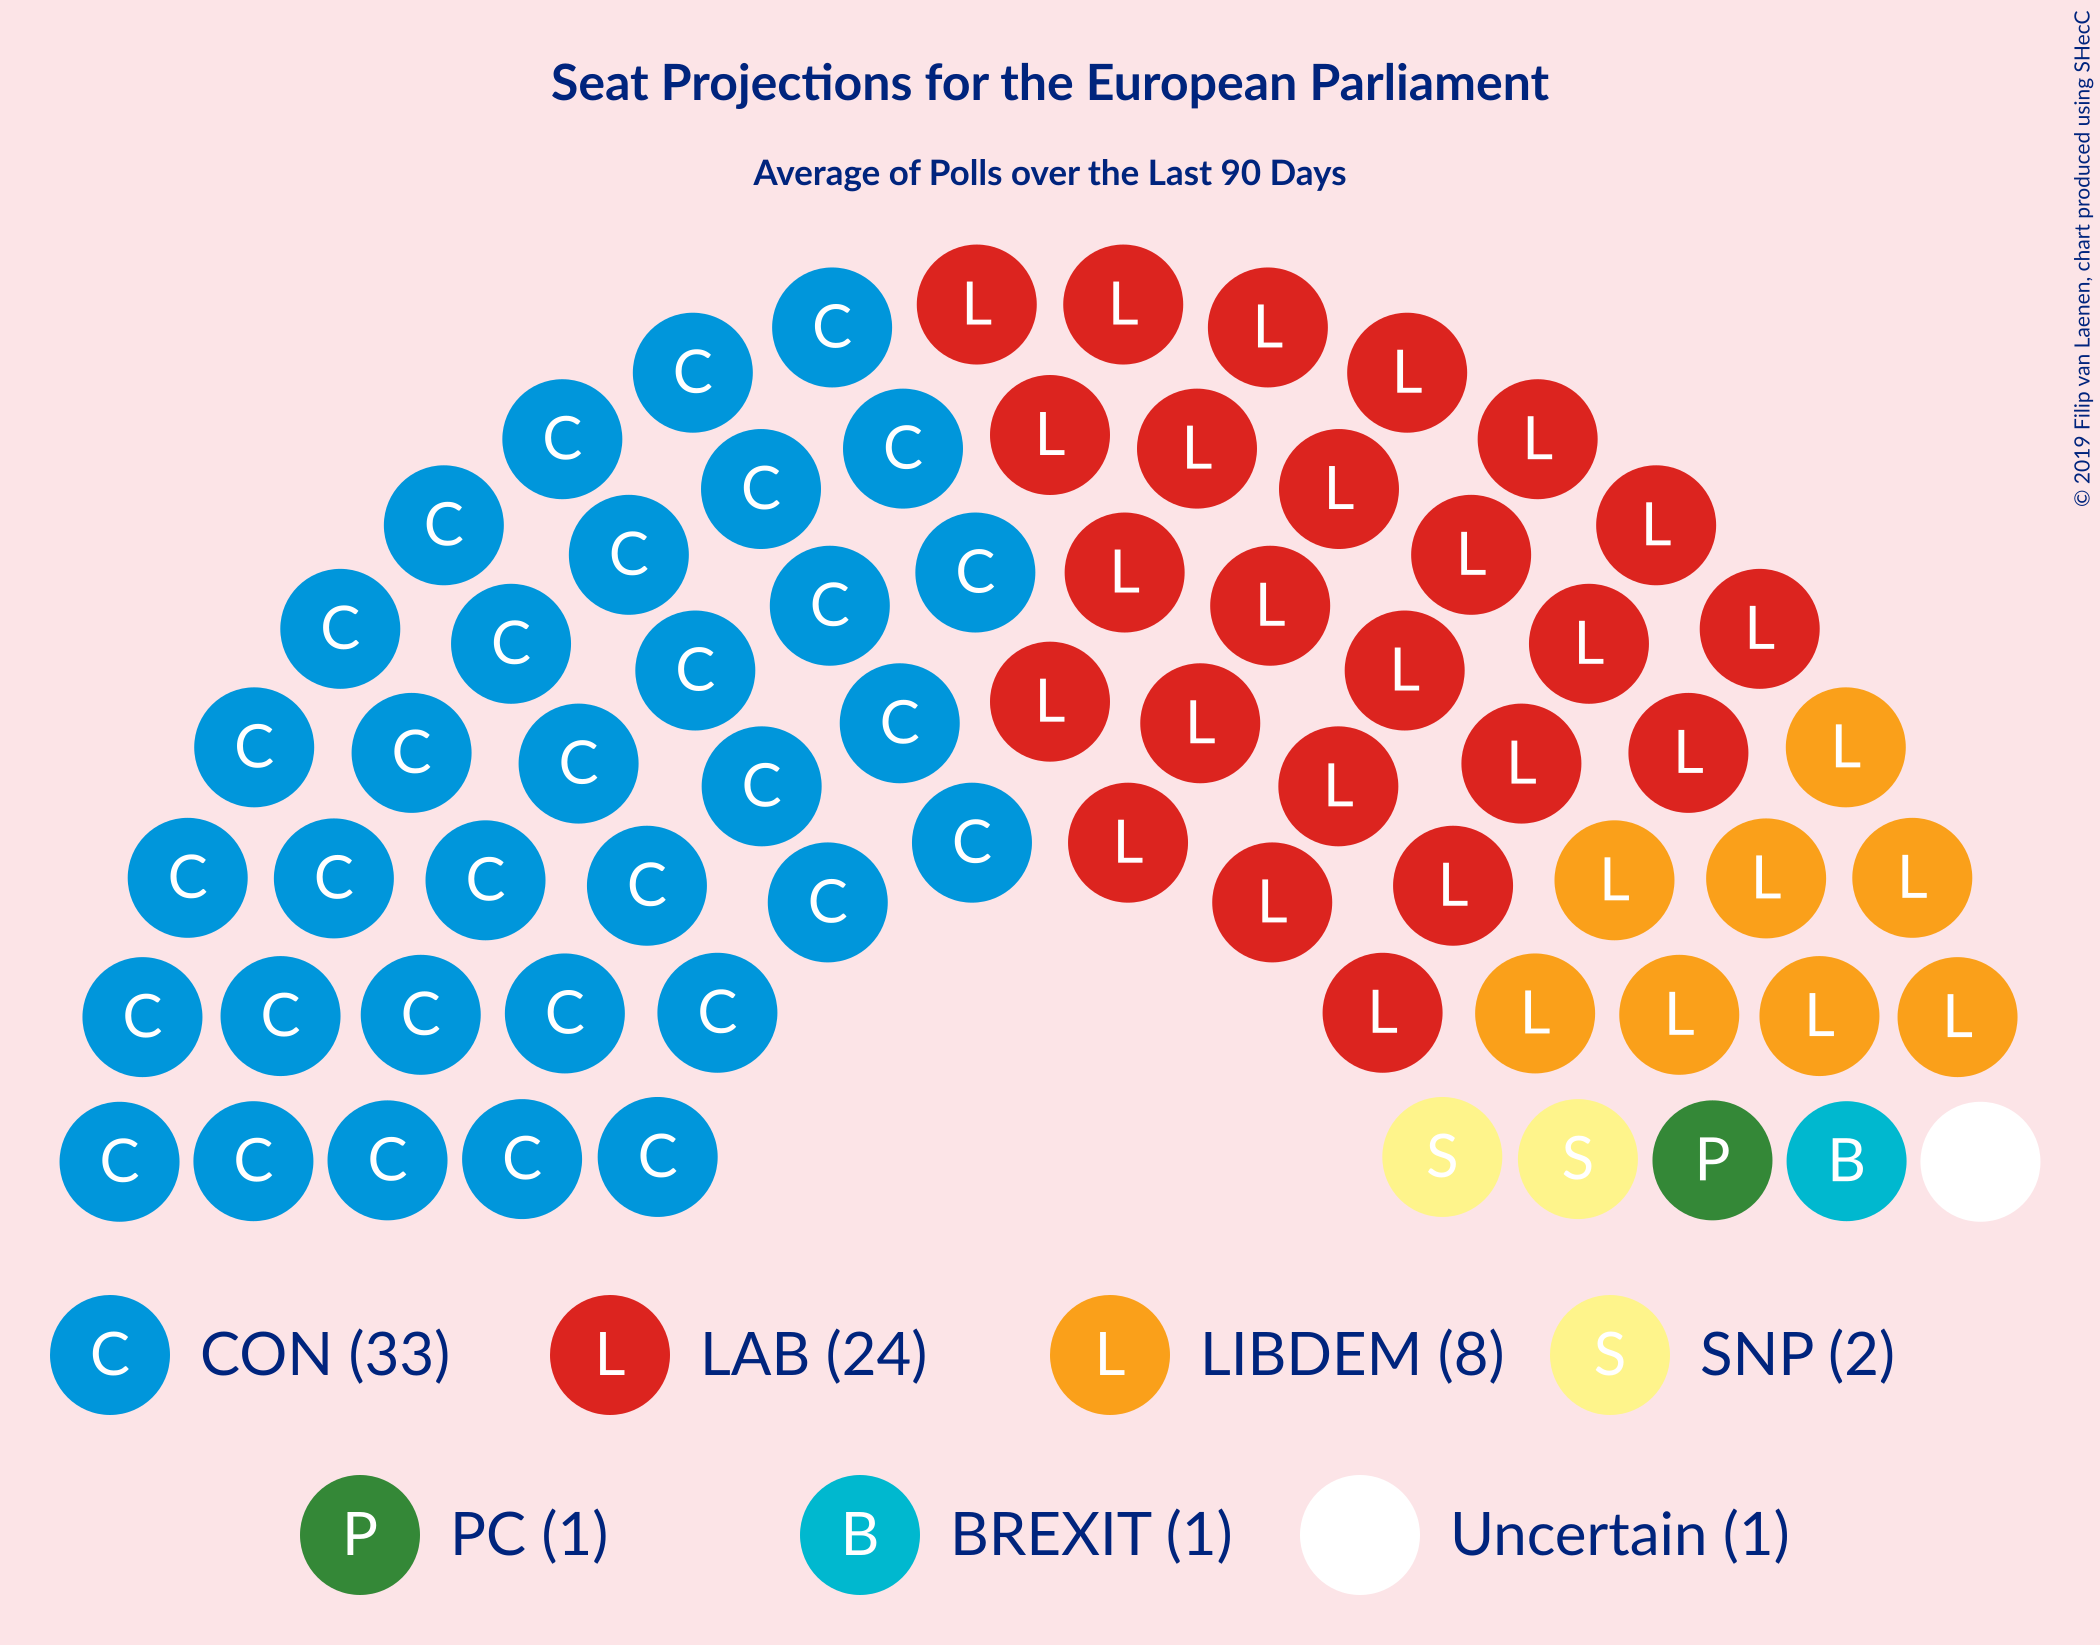 Seat Projections for the European Parliament
Average of Polls over the Last 90 Days
© 2019 Filip van Laenen, chart produced using SHecC
L L
C L
C L
C L L L L
C C L
C C L
C C L L L
C L
C C L
C L L
C C L
C C L L L
C C L L
C L
C C C C L L L L
C L
C C C C C L L L L L
C C C C C S S P B
C CON (33) L LAB (24) L LIBDEM (8) S SNP (2)
P PC (1) B BREXIT (1) Uncertain (1)